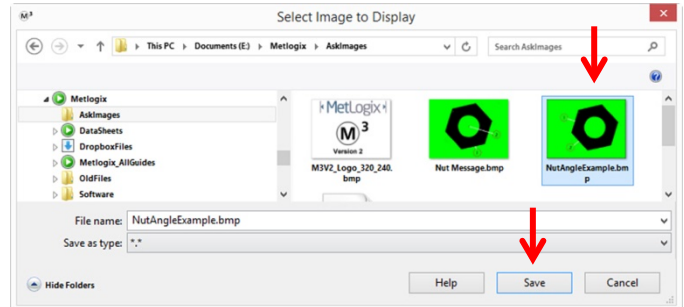 M³
Select Image to Display
This PC
Documents (E:)
Metlogix
AskImages
Search AskImages
Metlogix
AskImages
DataSheets
DropboxFiles
Metlogix_AllGuides
OldFiles
Software
MetLogix
M3
Version 2
M3V2_Logo_320_240.
bmp
Nut Message.bmp
NutAngleExample.bm
p
File name: NutAngleExample.bmp
Save as type: *.*
Hide Folders
Help
Save
Cancel